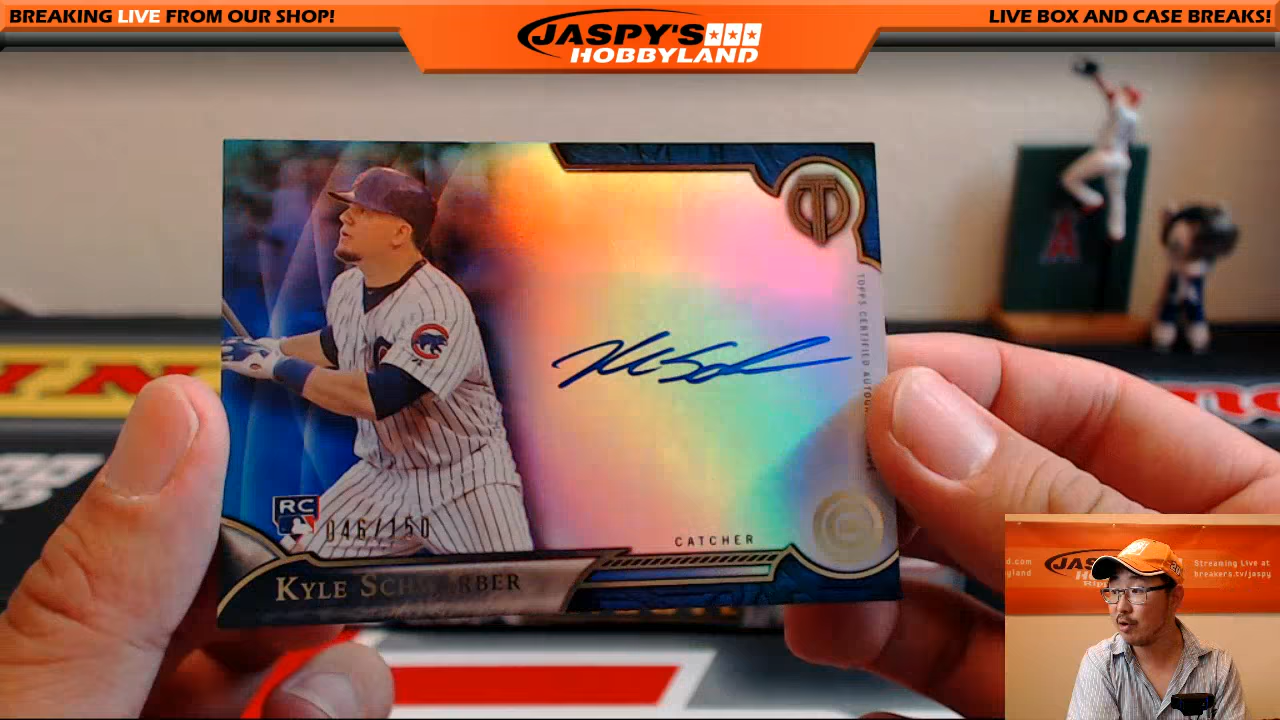 BREAKING LIVE FROM OUR SHOP!
JASPY'S
HOBBYLAND
LIVE BOX AND CASE BREAKS!
TOPPS CERTIFIED
RC
046/150
CATCHER
KYLE SCHWARBER
Streaming Live at
breakers.tv/jaspy